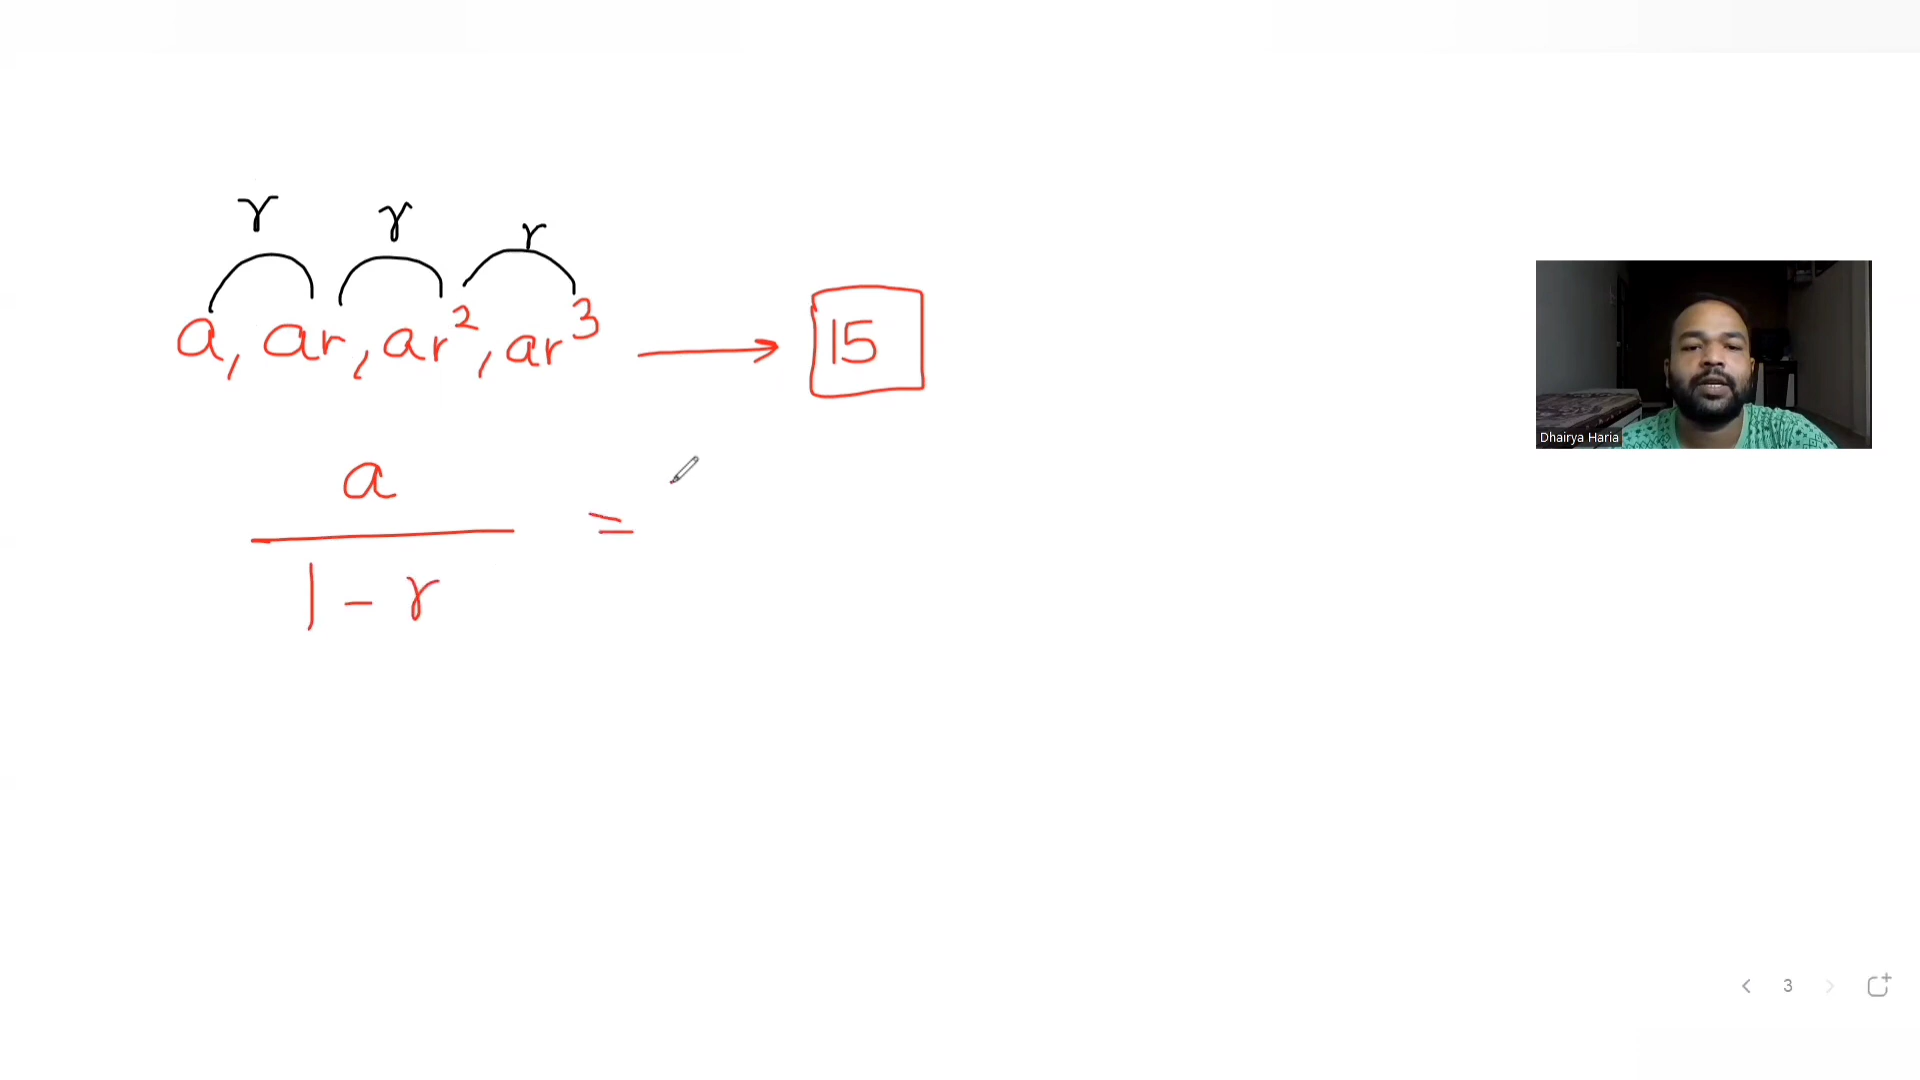 r r r
a, ar, ar², ar³ → 15
a
1 - r
=
Dhairya Haria
3